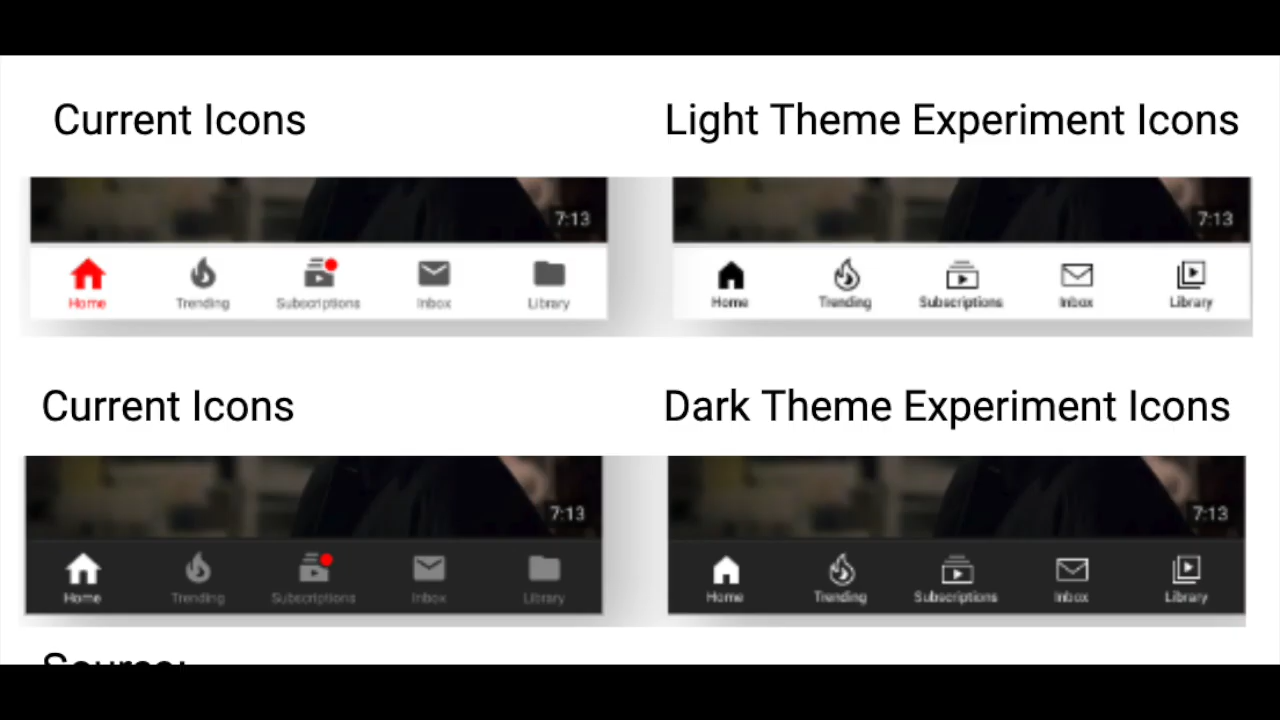 Current Icons
Light Theme Experiment Icons
7:13
7:13
Home Trending Subscriptions Inbox Library
Home Trending Subscriptions Inbox Library
Current Icons
Dark Theme Experiment Icons
7:13
7:13
Home Trending Subscriptions Inbox Library
Home Trending Subscriptions Inbox Library
Source: